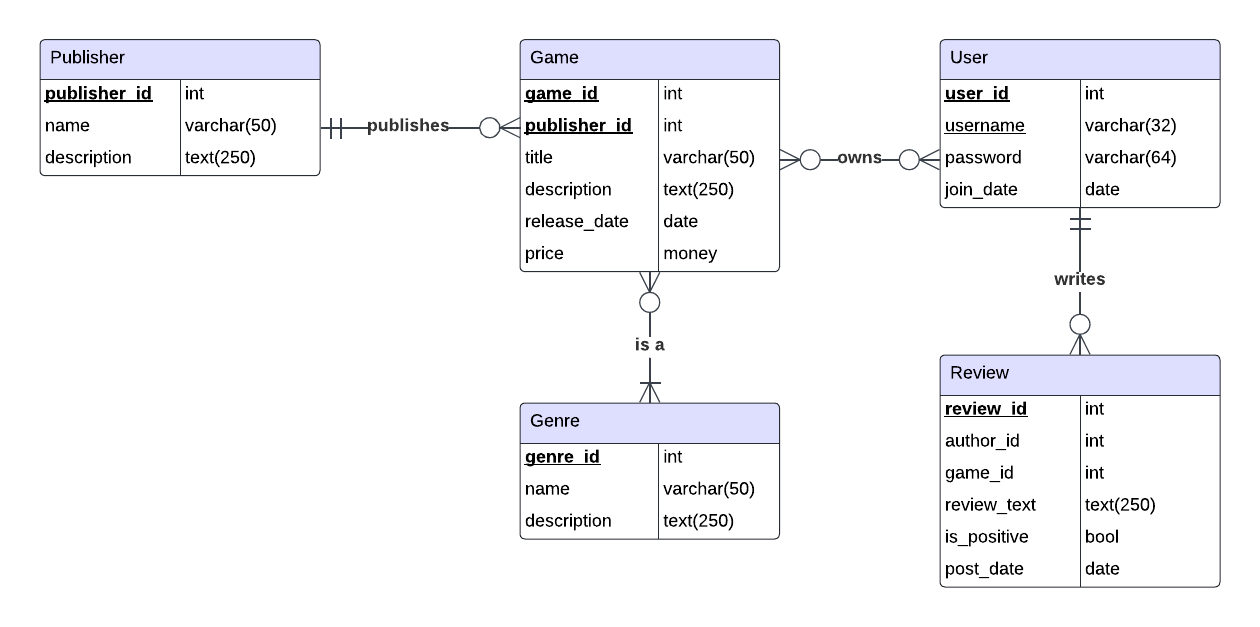 Publisher
publisher_id int
name varchar(50)
description text(250)
publishes
Game
game_id int
publisher_id int
title varchar(50)
description text(250)
release_date date
price money
owns
User
user_id int
username varchar(32)
password varchar(64)
join_date date
is a
writes
Genre
genre_id int
name varchar(50)
description text(250)
Review
review_id int
author_id int
game_id int
review_text text(250)
is_positive bool
post_date date